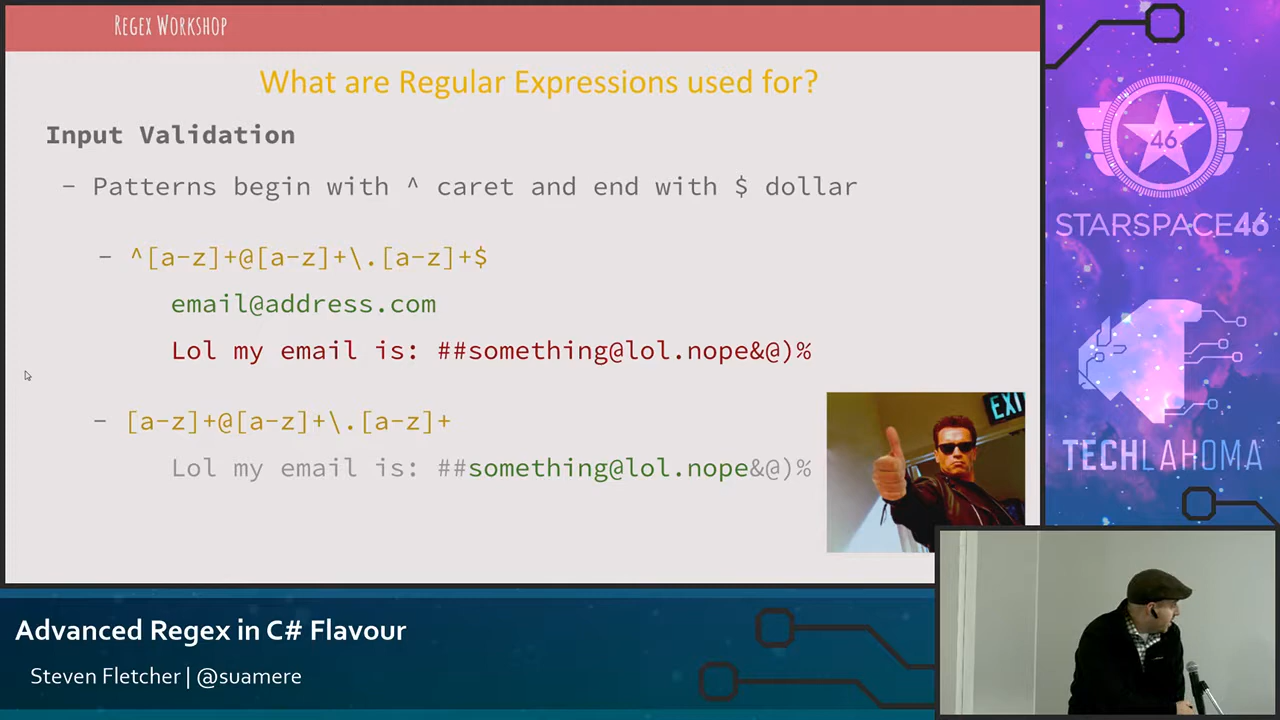 Regex Workshop
What are Regular Expressions used for?
Input Validation
– Patterns begin with ^ caret and end with $ dollar
– ^[a-z]+@[a-z]+\.[a-z]+$
email@address.com
Lol my email is: ##something@lol.nope&@)%
– [a-z]+@[a-z]+\.[a-z]+
Lol my email is: ##something@lol.nope&@)%
EXI
46
STARSPACE46
TECHLAHOMA
Advanced Regex in C# Flavour
Steven Fletcher | @suamere